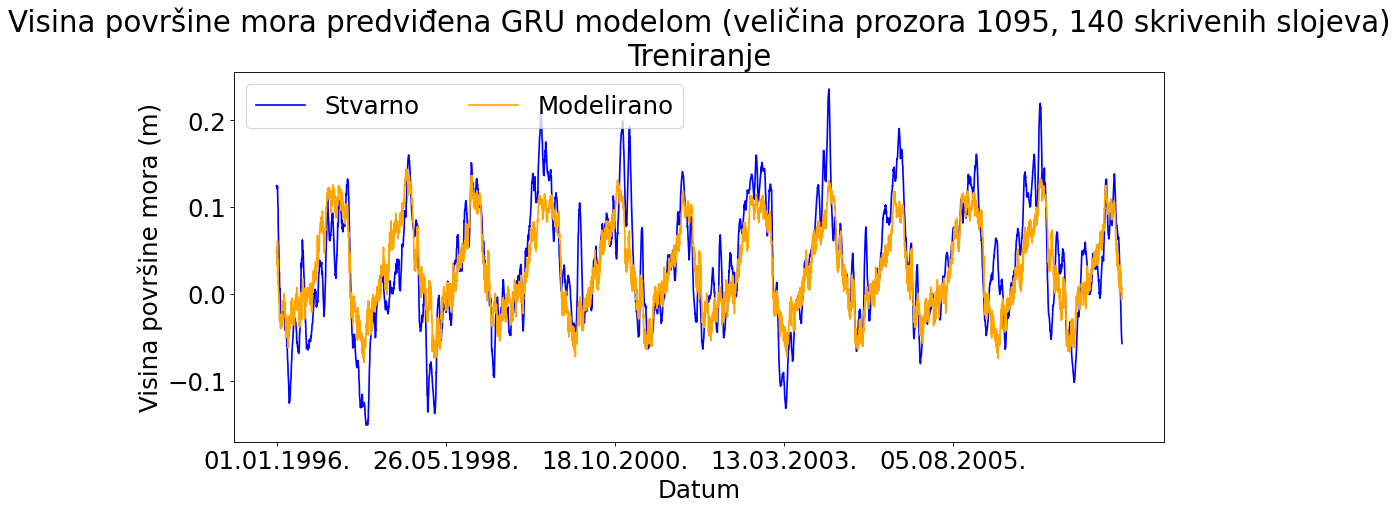 Visina površine mora predviđena GRU modelom (veličina prozora 1095, 140 skrivenih slojeva)
Treniranje
Stvarno Modelirano
Visina površine mora (m)
0.2
0.1
0.0
−0.1
01.01.1996. 26.05.1998. 18.10.2000. 13.03.2003. 05.08.2005.
Datum